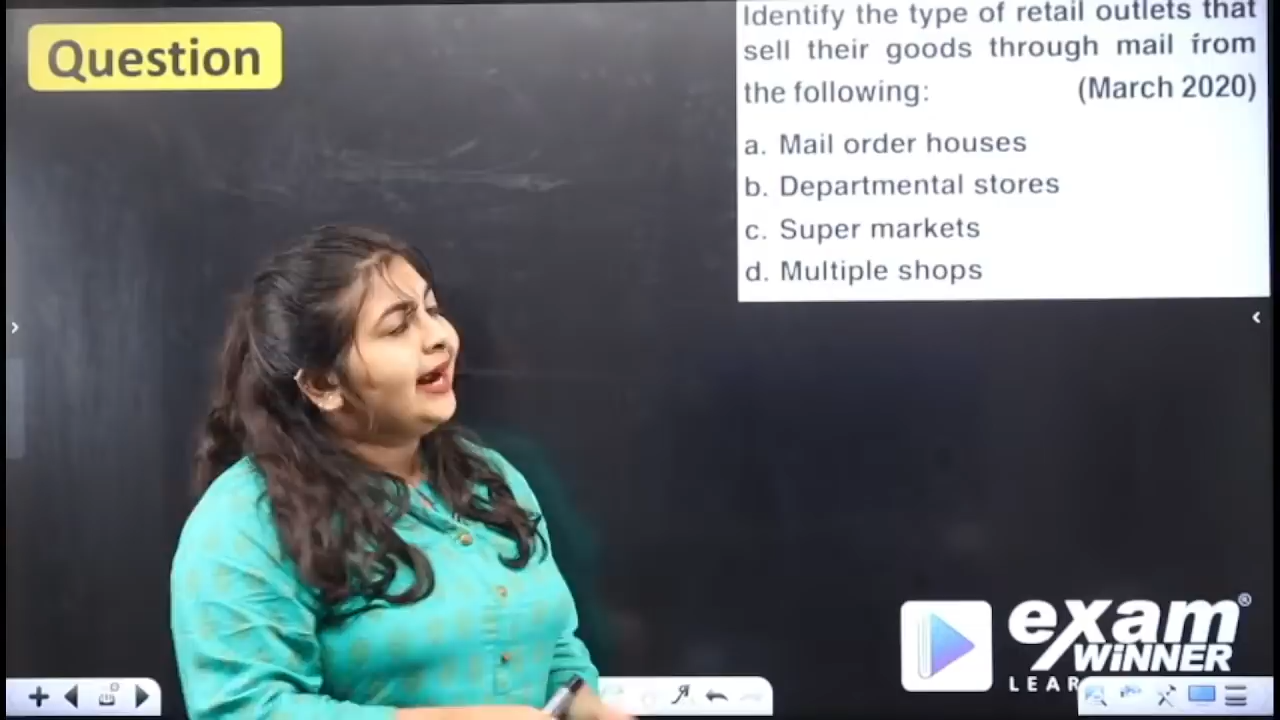 Question
Identify the type of retail outlets that
sell their goods through mail from
the following: (March 2020)
a. Mail order houses
b. Departmental stores
c. Super markets
d. Multiple shops
exam®
WiNNER
LEAR